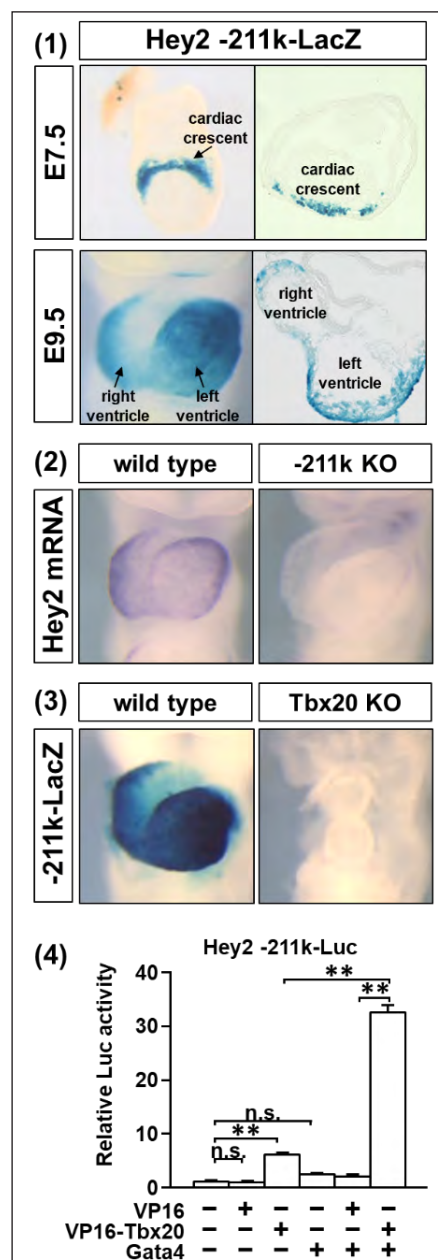 (1) Hey2 -211k-LacZ
E7.5
cardiac
crescent
cardiac
crescent
E9.5
right
ventricle
left
ventricle
right
ventricle
left
ventricle
(2) wild type -211k KO
Hey2 mRNA
(3) wild type Tbx20 KO
-211k-LacZ
(4) Hey2 -211k-Luc
Relative Luc activity
40
30
20
10
0
**
**
n.s.
**
n.s.
VP16 − + − − + −
VP16-Tbx20 − − + − − +
Gata4 − − − + + +